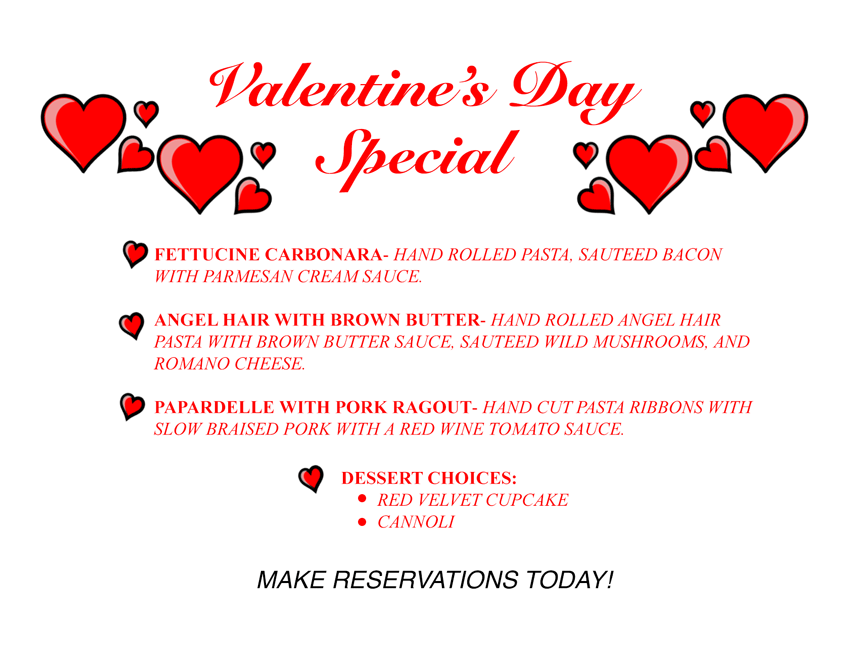 Valentine's Day
Special
FETTUCINE CARBONARA- HAND ROLLED PASTA, SAUTEED BACON
WITH PARMESAN CREAM SAUCE.
ANGEL HAIR WITH BROWN BUTTER- HAND ROLLED ANGEL HAIR
PASTA WITH BROWN BUTTER SAUCE, SAUTEED WILD MUSHROOMS, AND
ROMANO CHEESE.
PAPARDELLE WITH PORK RAGOUT- HAND CUT PASTA RIBBONS WITH
SLOW BRAISED PORK WITH A RED WINE TOMATO SAUCE.
DESSERT CHOICES:
• RED VELVET CUPCAKE
• CANNOLI
MAKE RESERVATIONS TODAY!